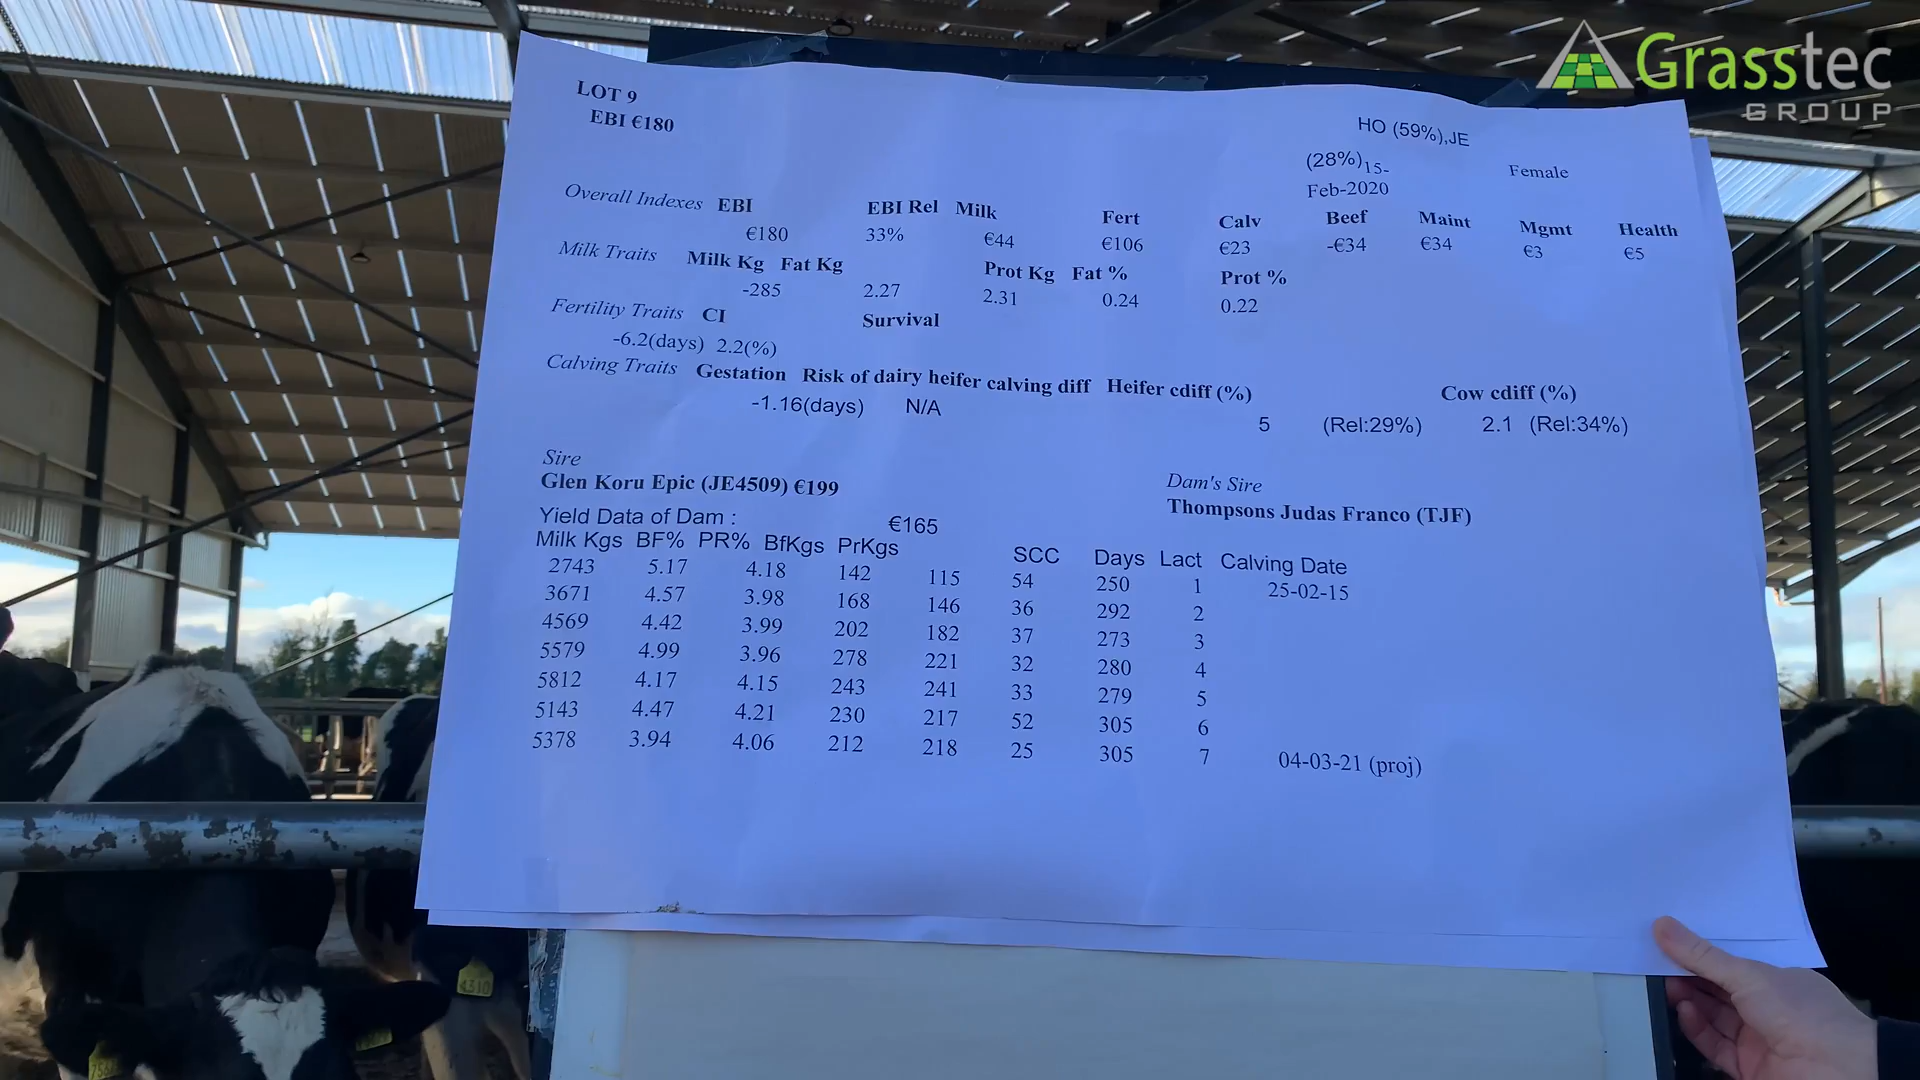 Grasstec
GROUP
LOT 9
EBI €180
HO (59%),JE
(28%)15-
Feb-2020
Female
Overall Indexes EBI EBI Rel Milk Fert Calv Beef Maint Mgmt Health
€180 33% €44 €106 €23 -€34 €34 €3 €5
Milk Traits Milk Kg Fat Kg Prot Kg Fat % Prot %
-285 2.27 2.31 0.24 0.22
Fertility Traits CI Survival
-6.2(days) 2.2(%)
Calving Traits Gestation Risk of dairy heifer calving diff Heifer cdiff (%) Cow cdiff (%)
-1.16(days) N/A 5 (Rel:29%) 2.1 (Rel:34%)
Sire
Glen Koru Epic (JE4509) €199
Dam's Sire
Thompsons Judas Franco (TJF)
Yield Data of Dam : €165
Milk Kgs BF% PR% BfKgs PrKgs SCC Days Lact Calving Date
2743 5.17 4.18 142 115 54 250 1 25-02-15
3671 4.57 3.98 168 146 36 292 2
4569 4.42 3.99 202 182 37 273 3
5579 4.99 3.96 278 221 32 280 4
5812 4.17 4.15 243 241 33 279 5
5143 4.47 4.21 230 217 52 305 6
5378 3.94 4.06 212 218 25 305 7 04-03-21 (proj)
4310